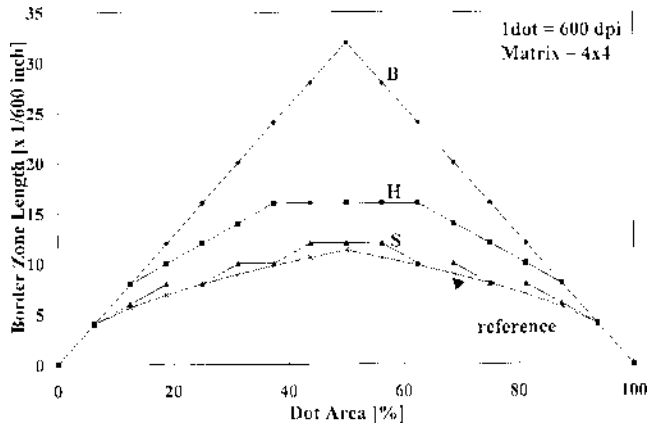 35
30
25
20
15
10
5
0
Border Zone Length [x 1/600 inch]
1dot = 600 dpi
Matrix = 4x4
B
H
S
reference
0 20 40 60 80 100
Dot Area [%]